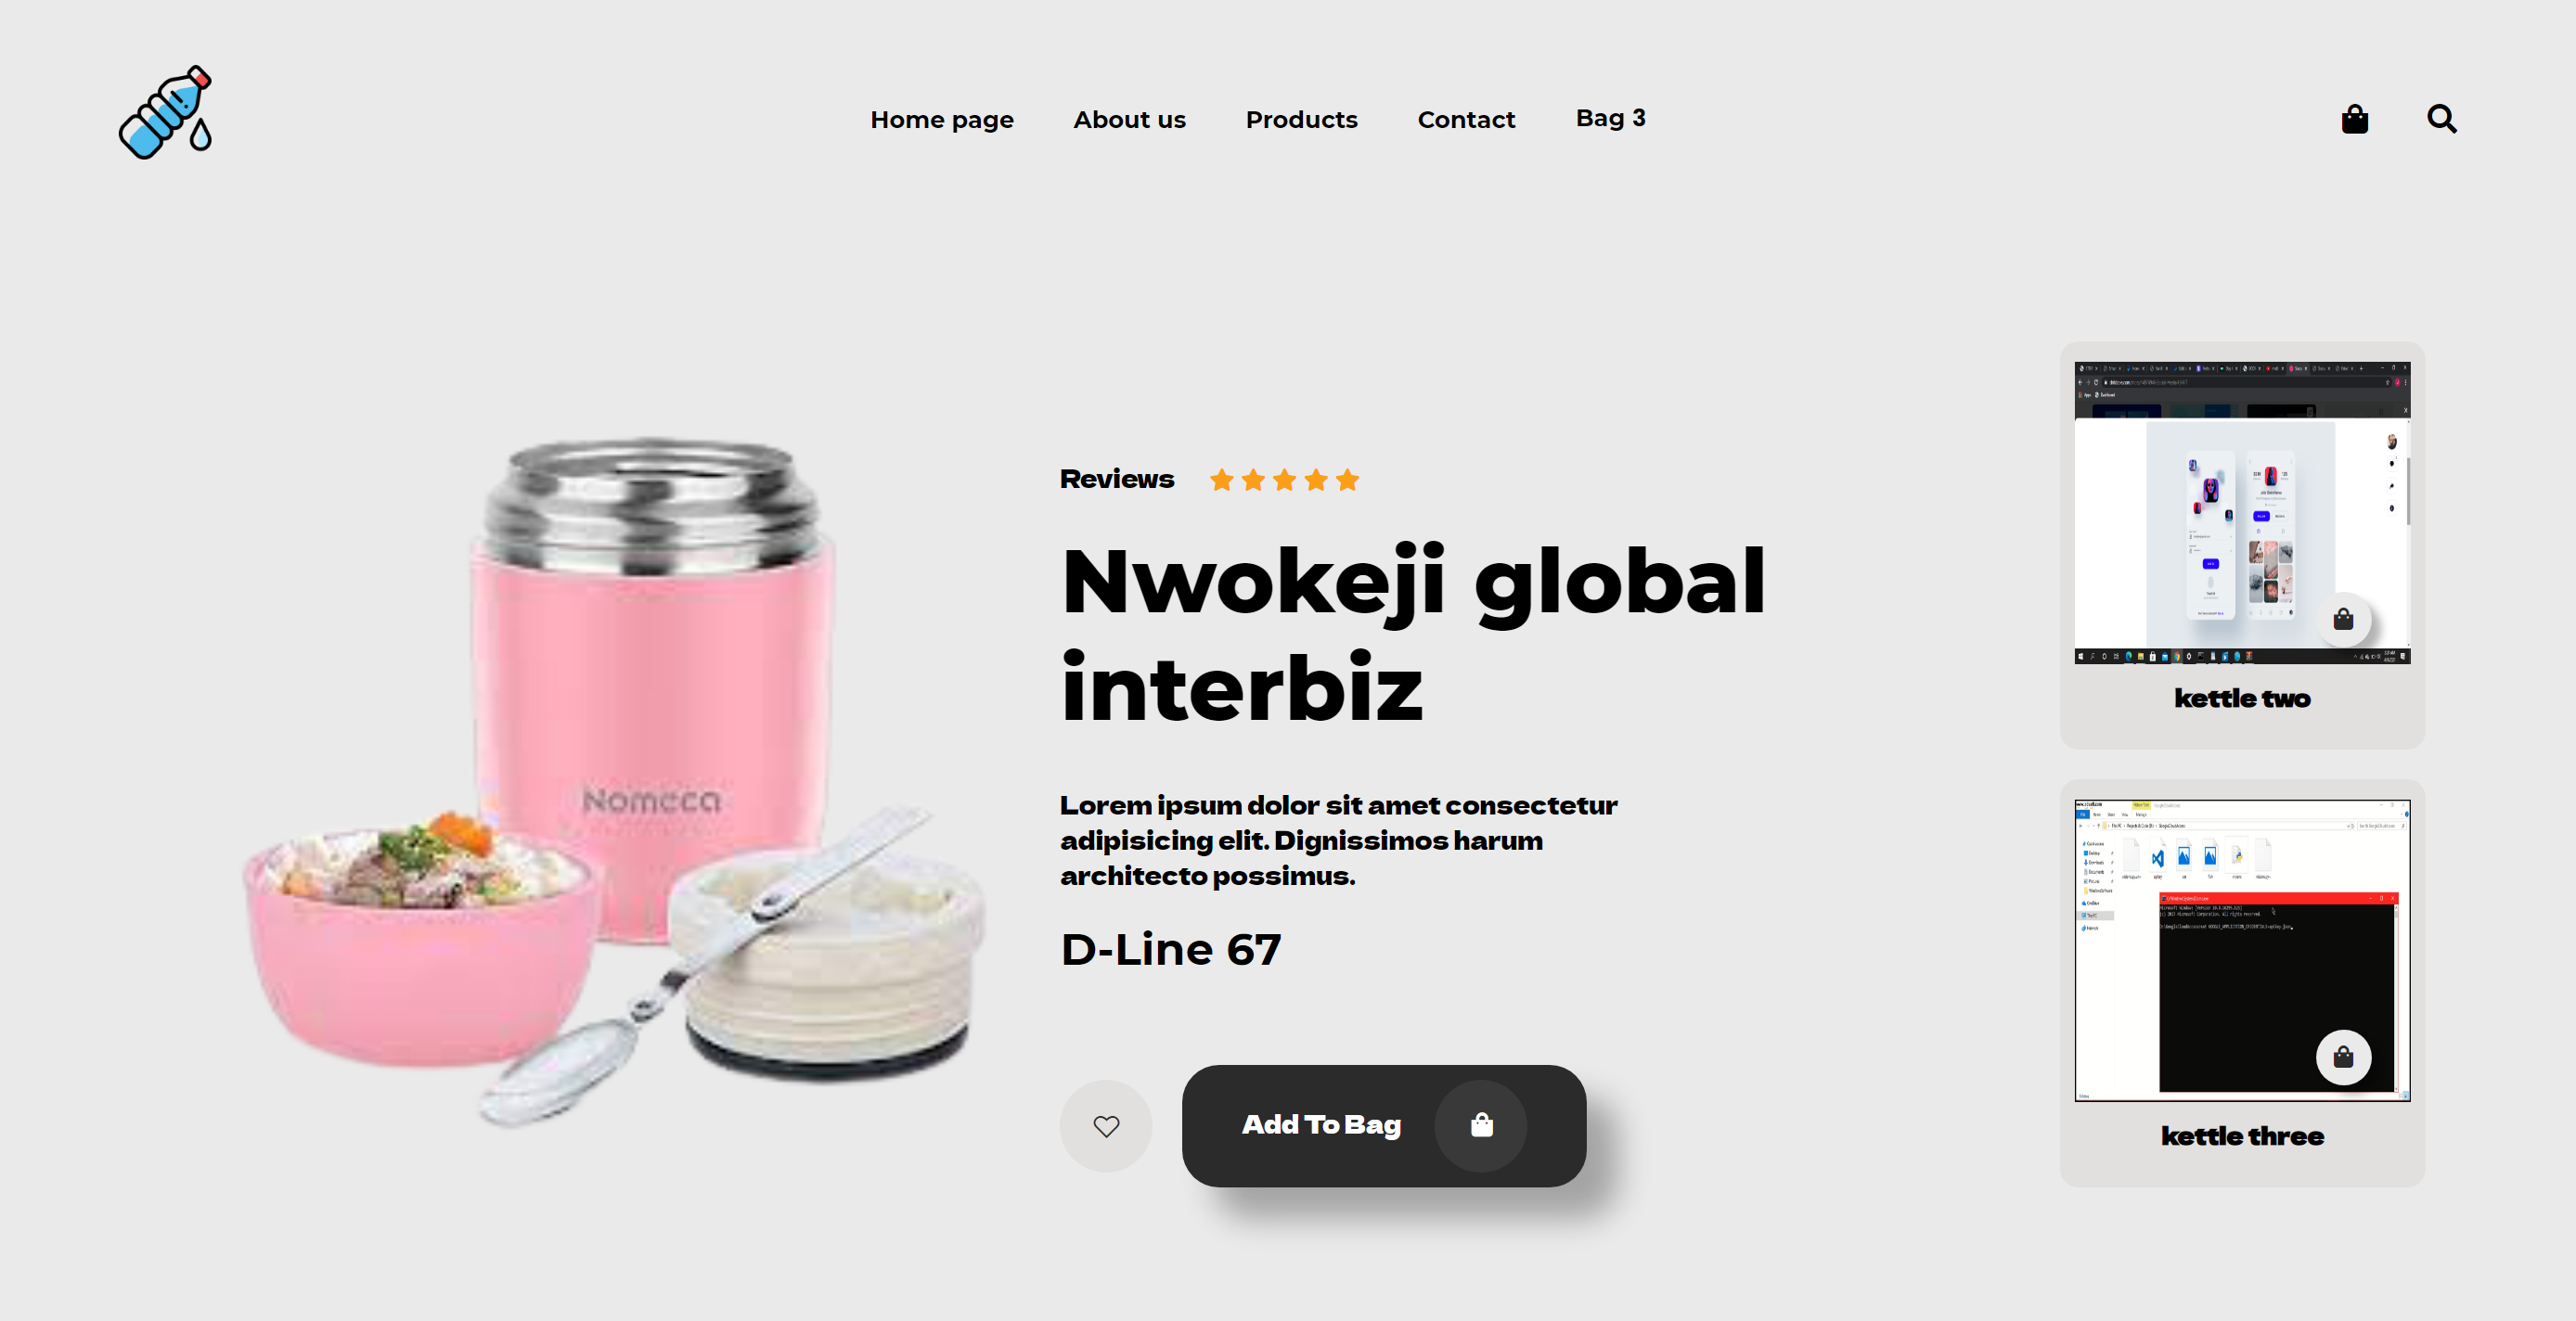 Home page
About us
Products
Contact
Bag 3
Reviews
Nwokeji global
interbiz
Lorem ipsum dolor sit amet consectetur
adipisicing elit. Dignissimos harum
architecto possimus.
D-Line 67
Add To Bag
kettle two
kettle three